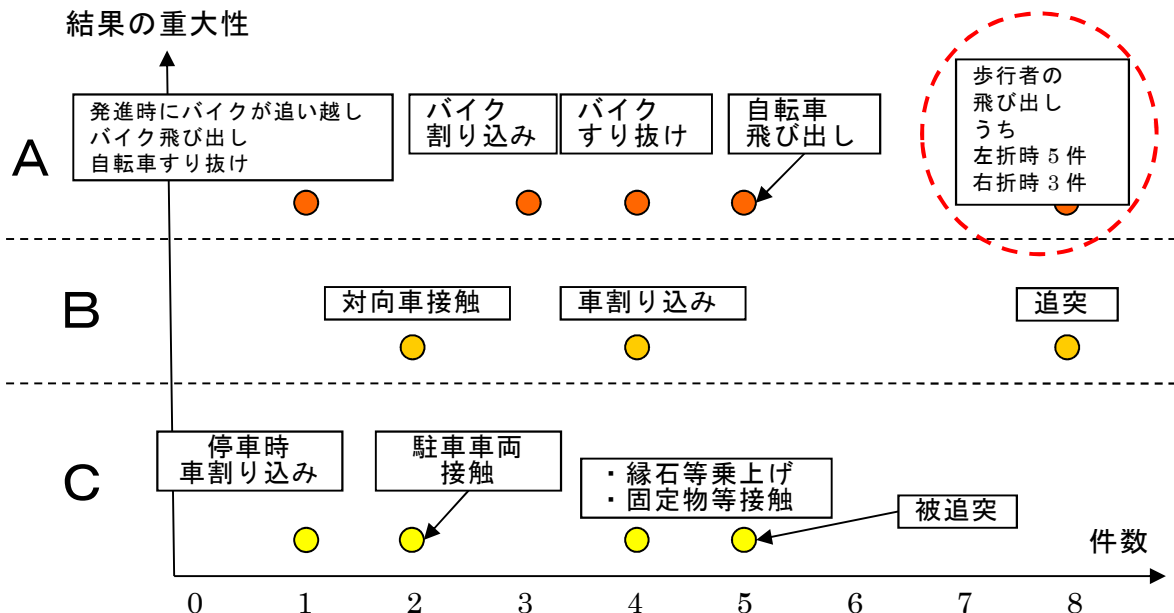 結果の重大性
A
発進時にバイクが追い越し
バイク飛び出し
自転車すり抜け
バイク
割り込み
バイク
すり抜け
自転車
飛び出し
歩行者の
飛び出し
うち
左折時 5 件
右折時 3 件
B
対向車接触
車割り込み
追突
C
停車時
車割り込み
駐車車両
接触
・縁石等乗上げ
・固定物等接触
被追突
件数
0 1 2 3 4 5 6 7 8